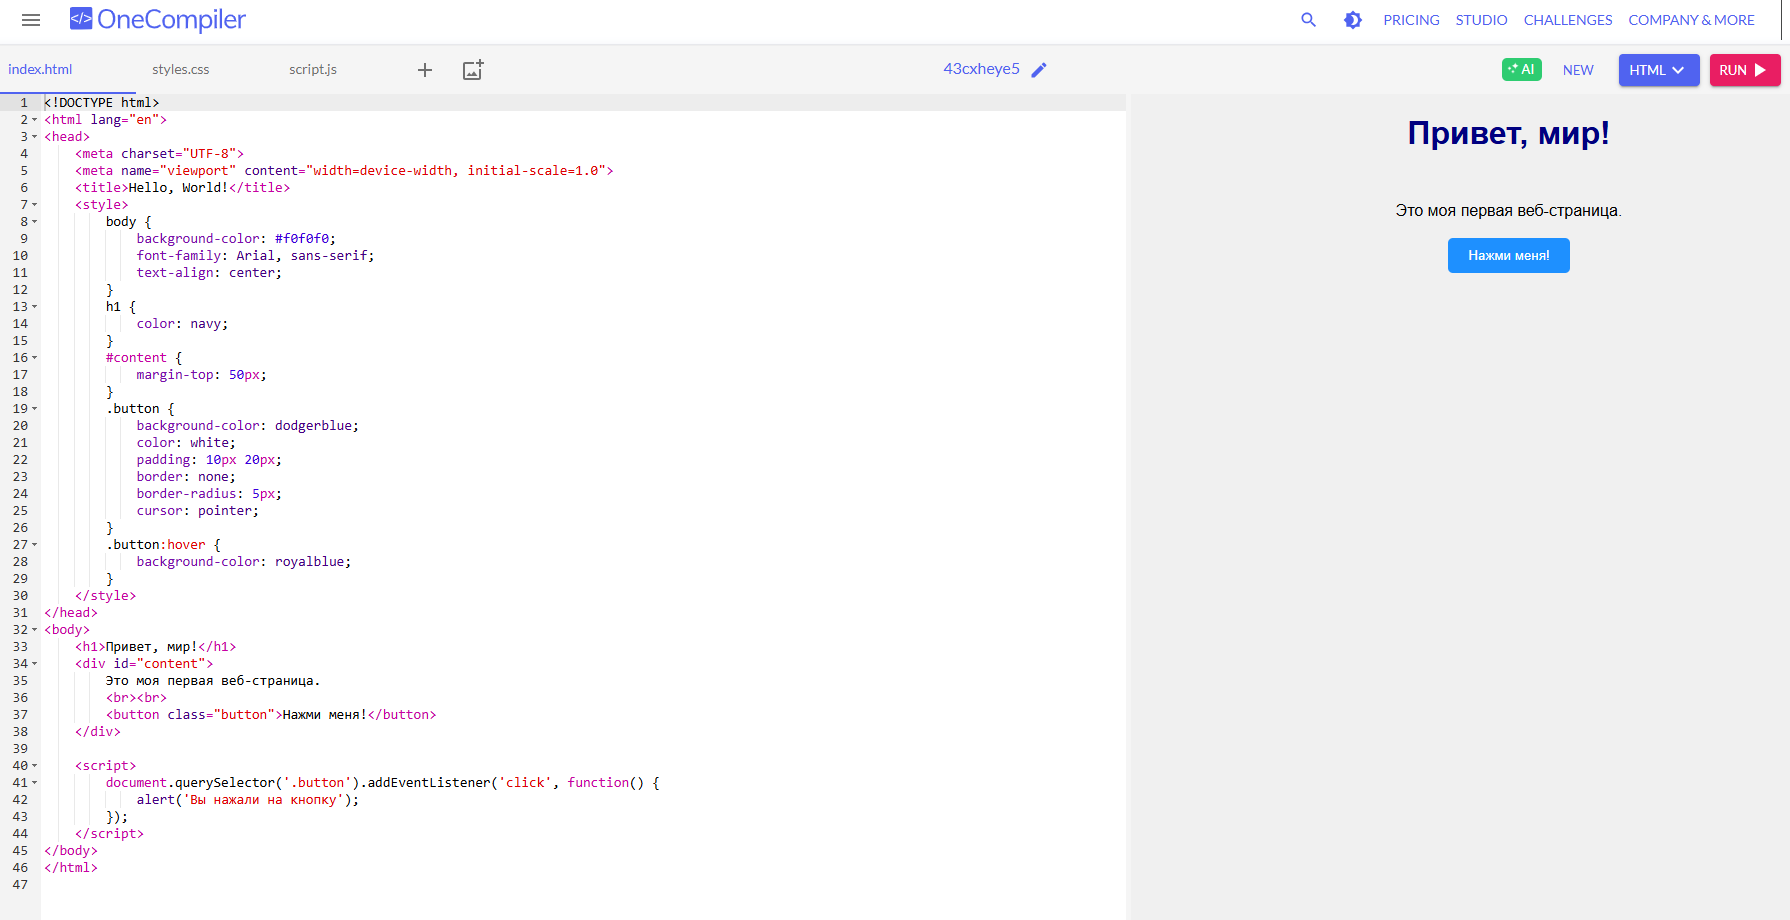 </> OneCompiler
PRICING STUDIO CHALLENGES COMPANY & MORE
index.html styles.css script.js + 43cxheye5 AI NEW HTML RUN
1 <!DOCTYPE html>
2 <html lang="en">
3 <head>
4 <meta charset="UTF-8">
5 <meta name="viewport" content="width=device-width, initial-scale=1.0">
6 <title>Hello, World!</title>
7 <style>
8 body {
9 background-color: #f0f0f0;
10 font-family: Arial, sans-serif;
11 text-align: center;
12 }
13 h1 {
14 color: navy;
15 }
16 #content {
17 margin-top: 50px;
18 }
19 .button {
20 background-color: dodgerblue;
21 color: white;
22 padding: 10px 20px;
23 border: none;
24 border-radius: 5px;
25 cursor: pointer;
26 }
27 .button:hover {
28 background-color: royalblue;
29 }
30 </style>
31 </head>
32 <body>
33 <h1>Привет, мир!</h1>
34 <div id="content">
35 Это моя первая веб-страница.
36 <br><br>
37 <button class="button">Нажми меня!</button>
38 </div>
39
40 <script>
41 document.querySelector('.button').addEventListener('click', function() {
42 alert('Вы нажали на кнопку');
43 });
44 </script>
45 </body>
46 </html>
47
Привет, мир!
Это моя первая веб-страница.
Нажми меня!